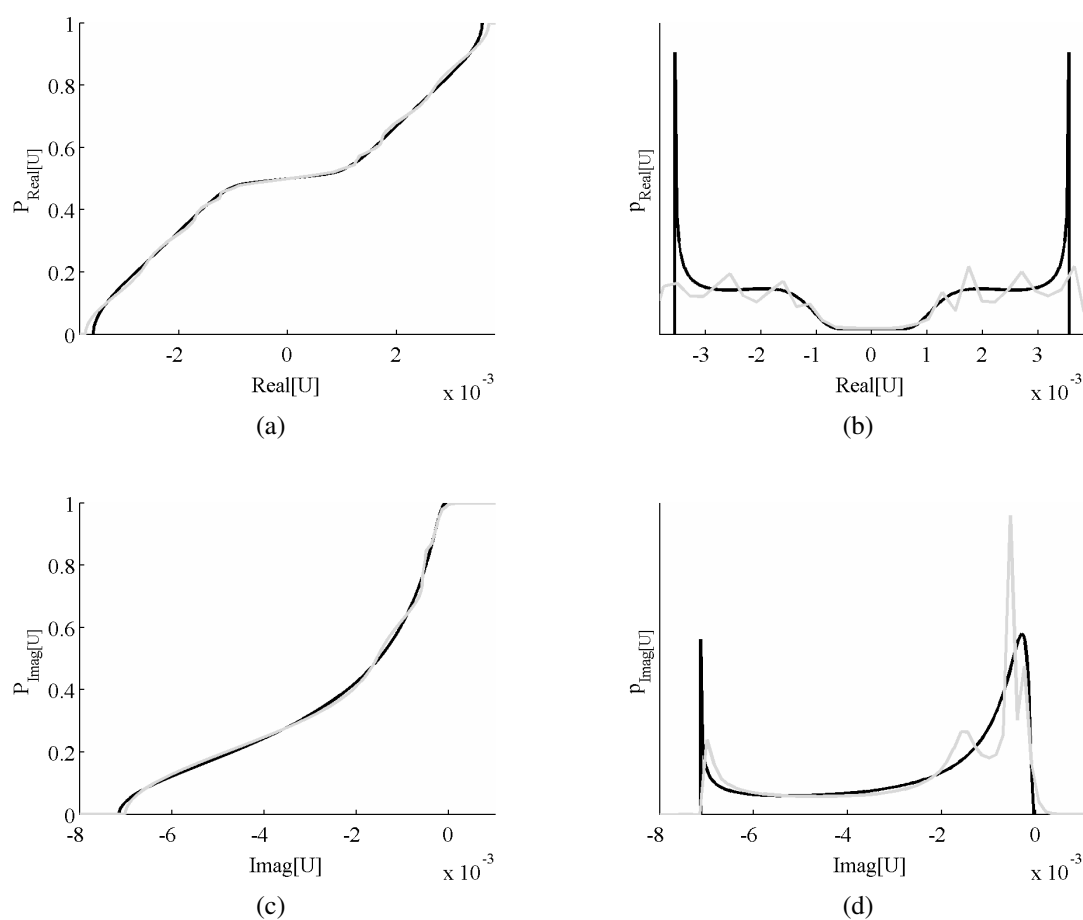 1
0.8
0.6
0.4
0.2
0
P_Real[U]
-2
0
2
Real[U]
x 10^-3
(a)
p_Real[U]
-3
-2
-1
0
1
2
3
Real[U]
x 10^-3
(b)
1
0.8
0.6
0.4
0.2
0
P_Imag[U]
-8
-6
-4
-2
0
Imag[U]
x 10^-3
(c)
p_Imag[U]
-8
-6
-4
-2
0
Imag[U]
x 10^-3
(d)